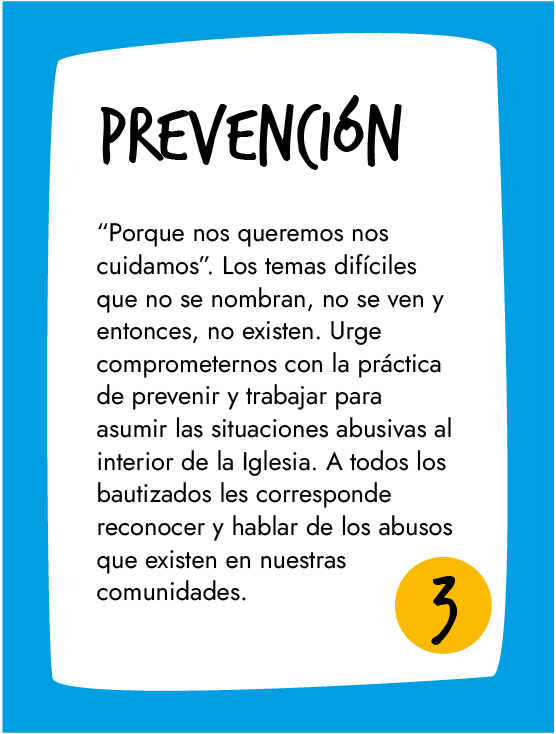 PREVENCIÓN
“Porque nos queremos nos
cuidamos”. Los temas difíciles
que no se nombran, no se ven y
entonces, no existen. Urge
comprometernos con la práctica
de prevenir y trabajar para
asumir las situaciones abusivas al
interior de la Iglesia. A todos los
bautizados les corresponde
reconocer y hablar de los abusos
que existen en nuestras
comunidades.
3